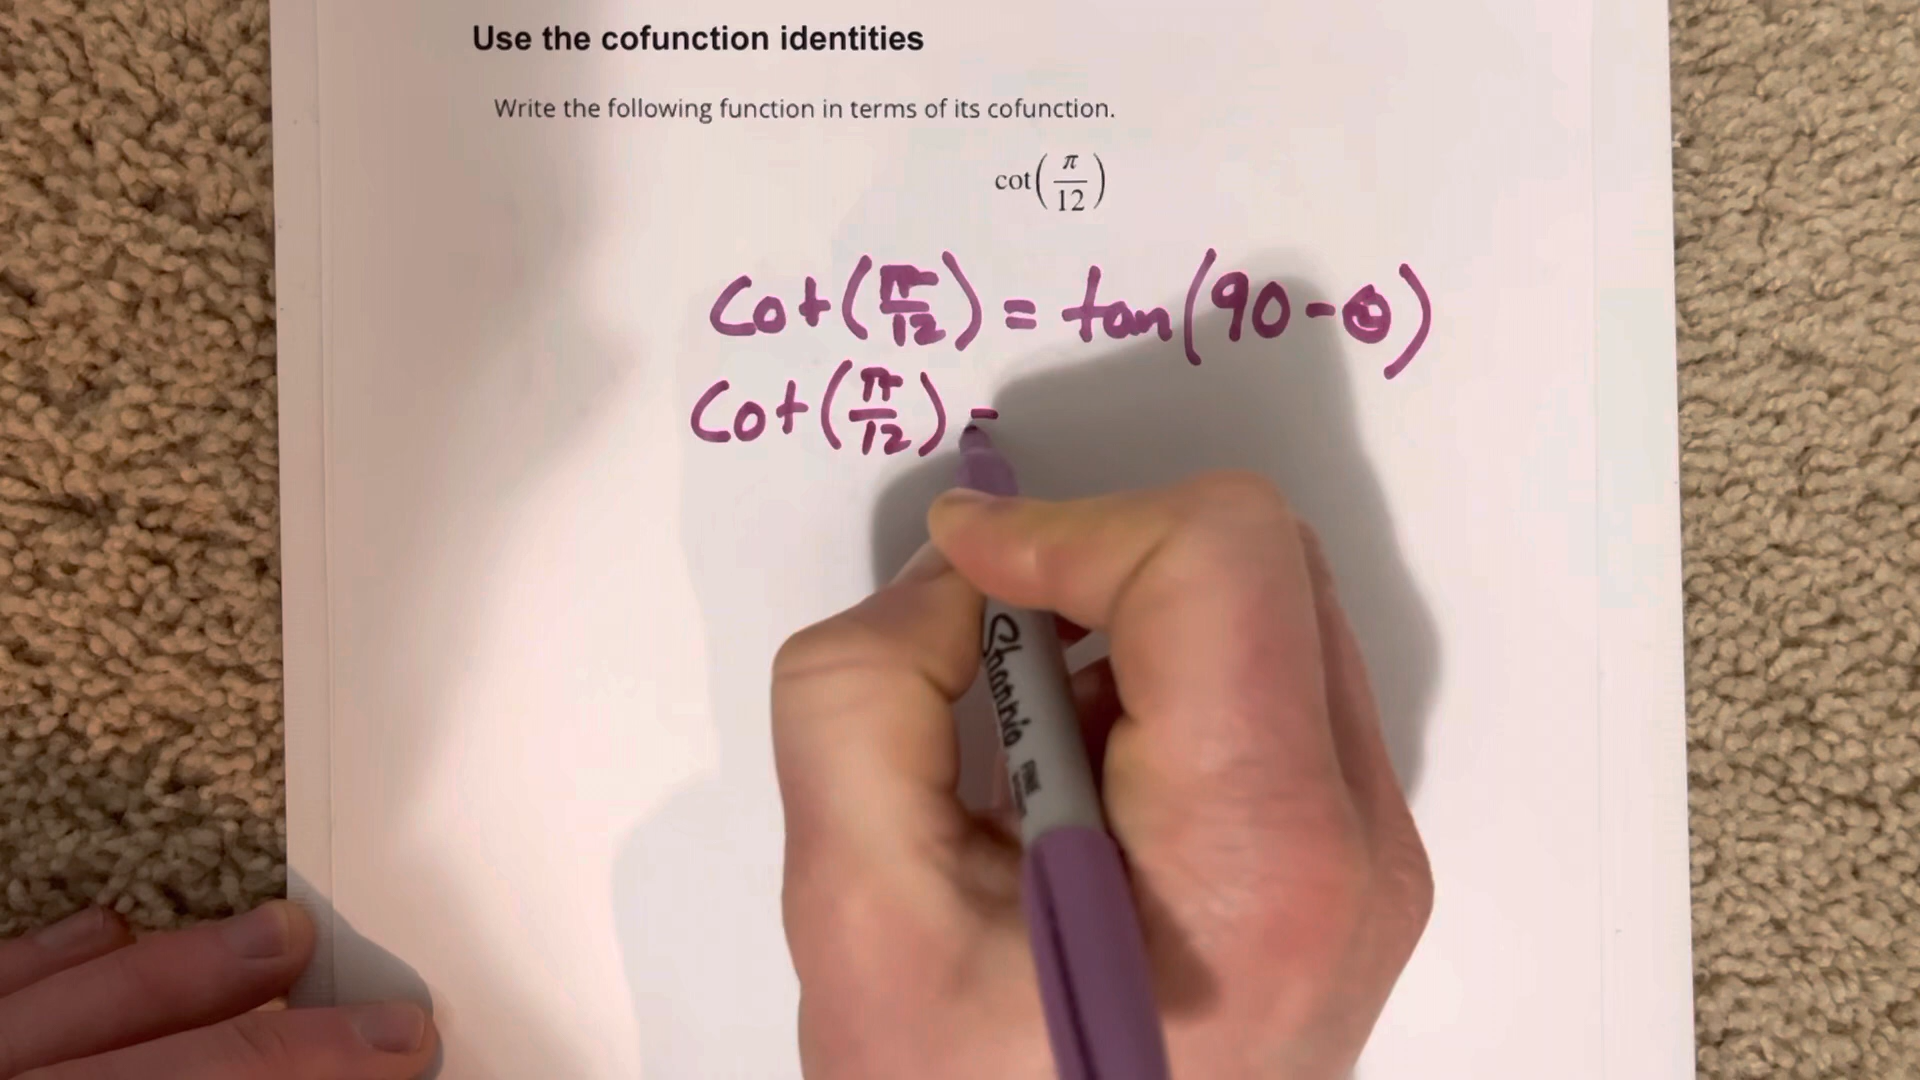 Use the cofunction identities
Write the following function in terms of its cofunction.
cot(π/12)
Cot(π/12) = tan(90-θ)
Cot(π/12) =
Sharpie
FINE